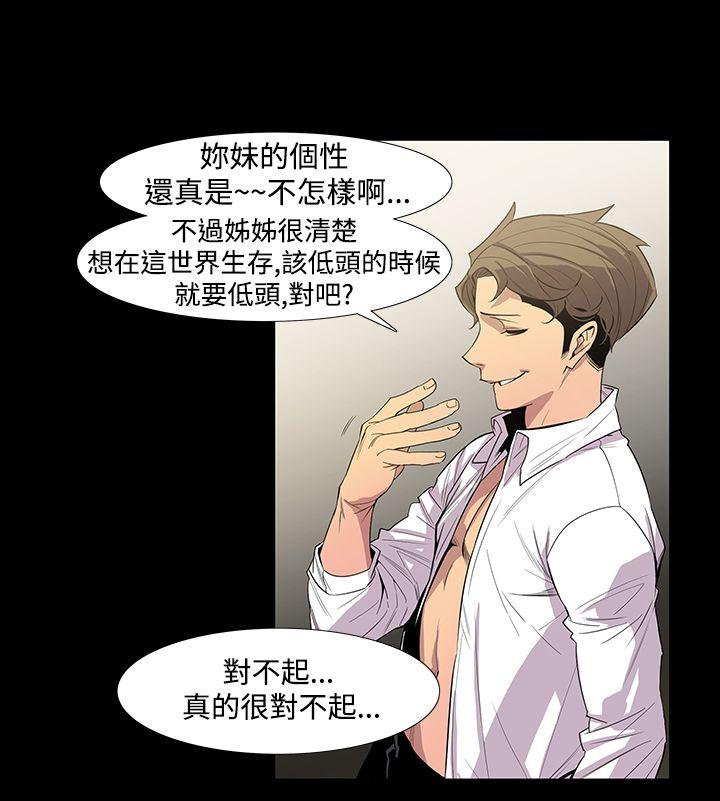 妳妹的個性
還真是~~不怎樣啊...
不過姊姊很清楚
想在這世界生存,該低頭的時候
就要低頭,對吧?
對不起...
真的很對不起...